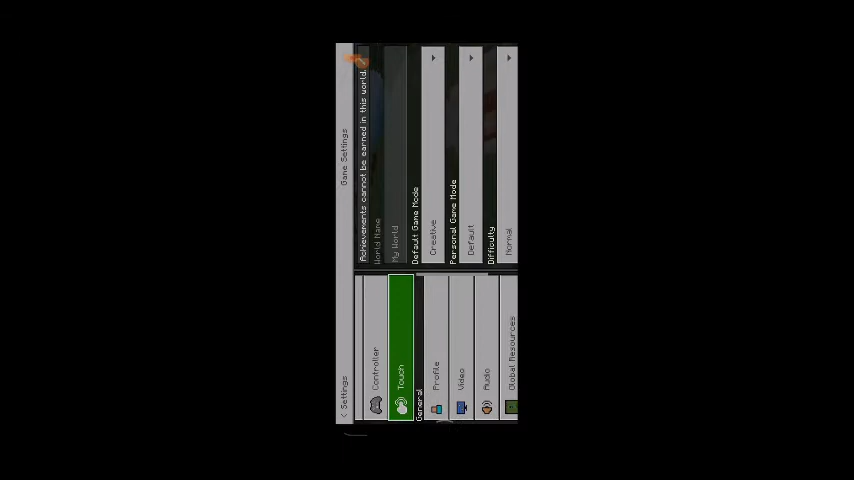 < Settings
Game Settings
Controller
Touch
General
Profile
Video
Audio
Global Resources
Achievements cannot be earned in this world.
World Name
My World
Default Game Mode
Creative
Personal Game Mode
Default
Difficulty
Normal